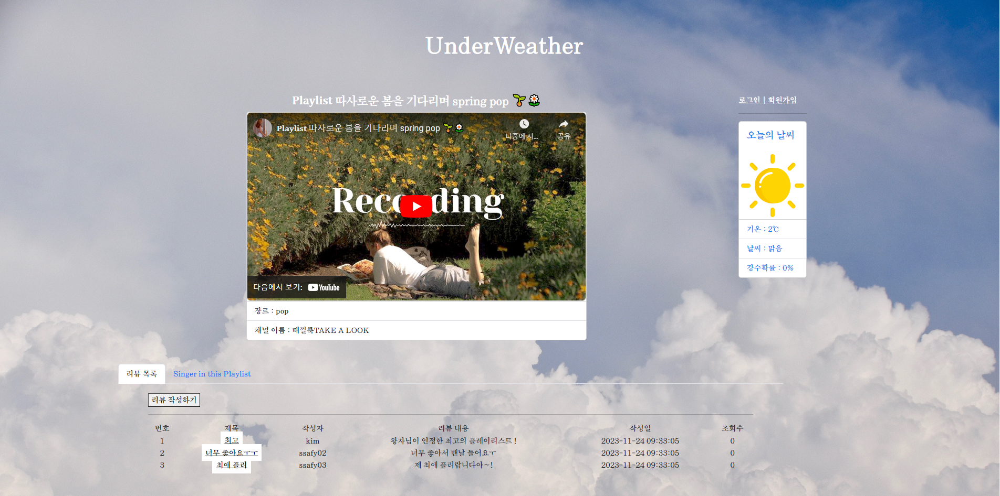 UnderWeather
Playlist 따사로운 봄을 기다리며 spring pop
로그인 | 회원가입
Playlist 따사로운 봄을 기다리며 spring pop
나중에 시...
공유
Recording
다음에서 보기: YouTube
장르 : pop
채널 이름 : 때껄룩TAKE A LOOK
오늘의 날씨
기온 : 2℃
날씨 : 맑음
강수확률 : 0%
리뷰 목록 Singer in this Playlist
리뷰 작성하기
번호 제목 작성자 리뷰 내용 작성일 조회수
1 최고 kim 왕자님이 인정한 최고의 플레이리스트 ! 2023-11-24 09:33:05 0
2 너무 좋아요ㅜㅜ ssafy02 너무 좋아서 맨날 들어요ㅜ 2023-11-24 09:33:05 0
3 최애 플리 ssafy03 제 최애 플리랍니다아~! 2023-11-24 09:33:05 0